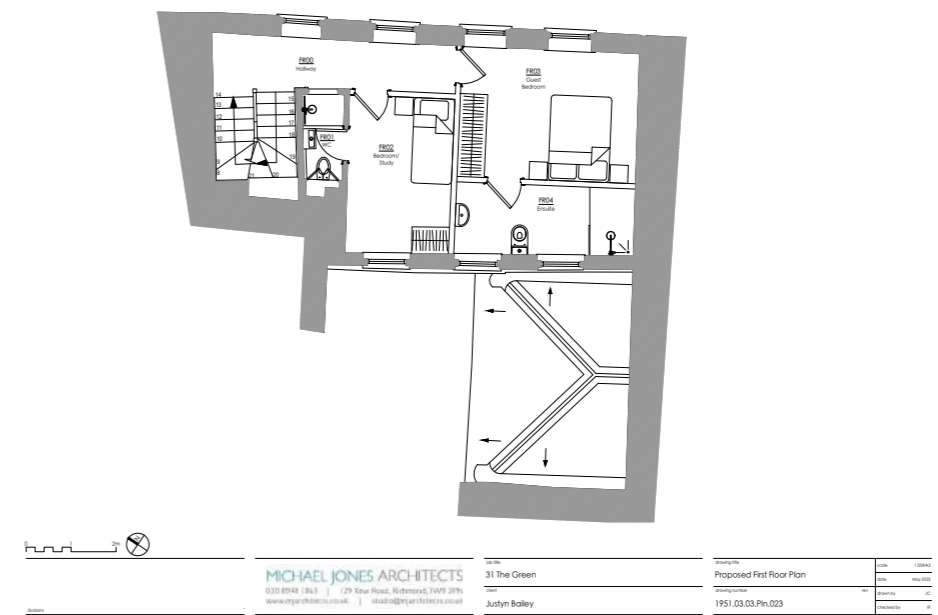 FR00
Hallway
FR03
Guest
Bedroom
14
13
12
11
10
9
8
15
16
17
18
19
20
21
FR01
WC
FR02
Bedroom/
Study
FR04
Ensuite
0 1 2m
N
Revisions
MICHAEL JONES ARCHITECTS
020 8948 1863 | 129 Kew Road, Richmond, TW9 2PN
www.mjarchitects.co.uk | studio@mjarchitects.co.uk
job title
31 The Green
client
Justyn Bailey
drawing title
Proposed First Floor Plan
drawing number rev
1951.03.03.Pln.023
scale 1:50@A3
date May 2020
drawn by JC
checked by